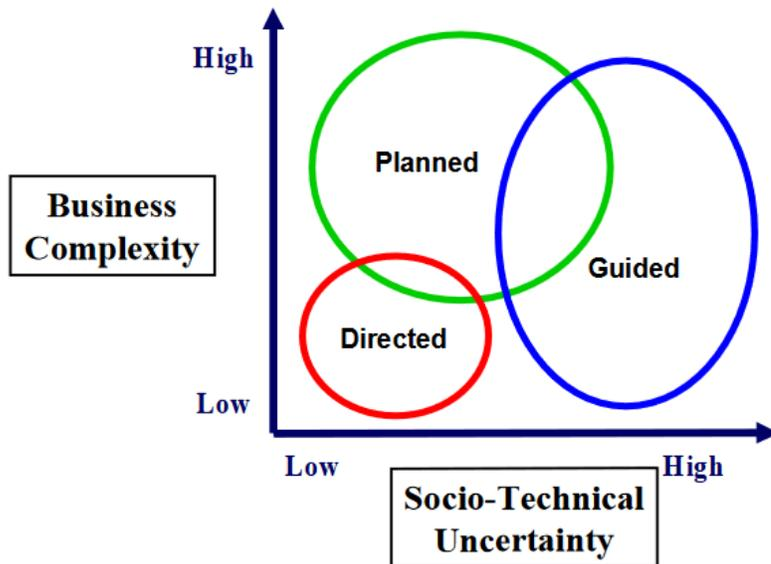 High
Planned
Business
Complexity
Guided
Directed
Low
Low
High
Socio-Technical
Uncertainty